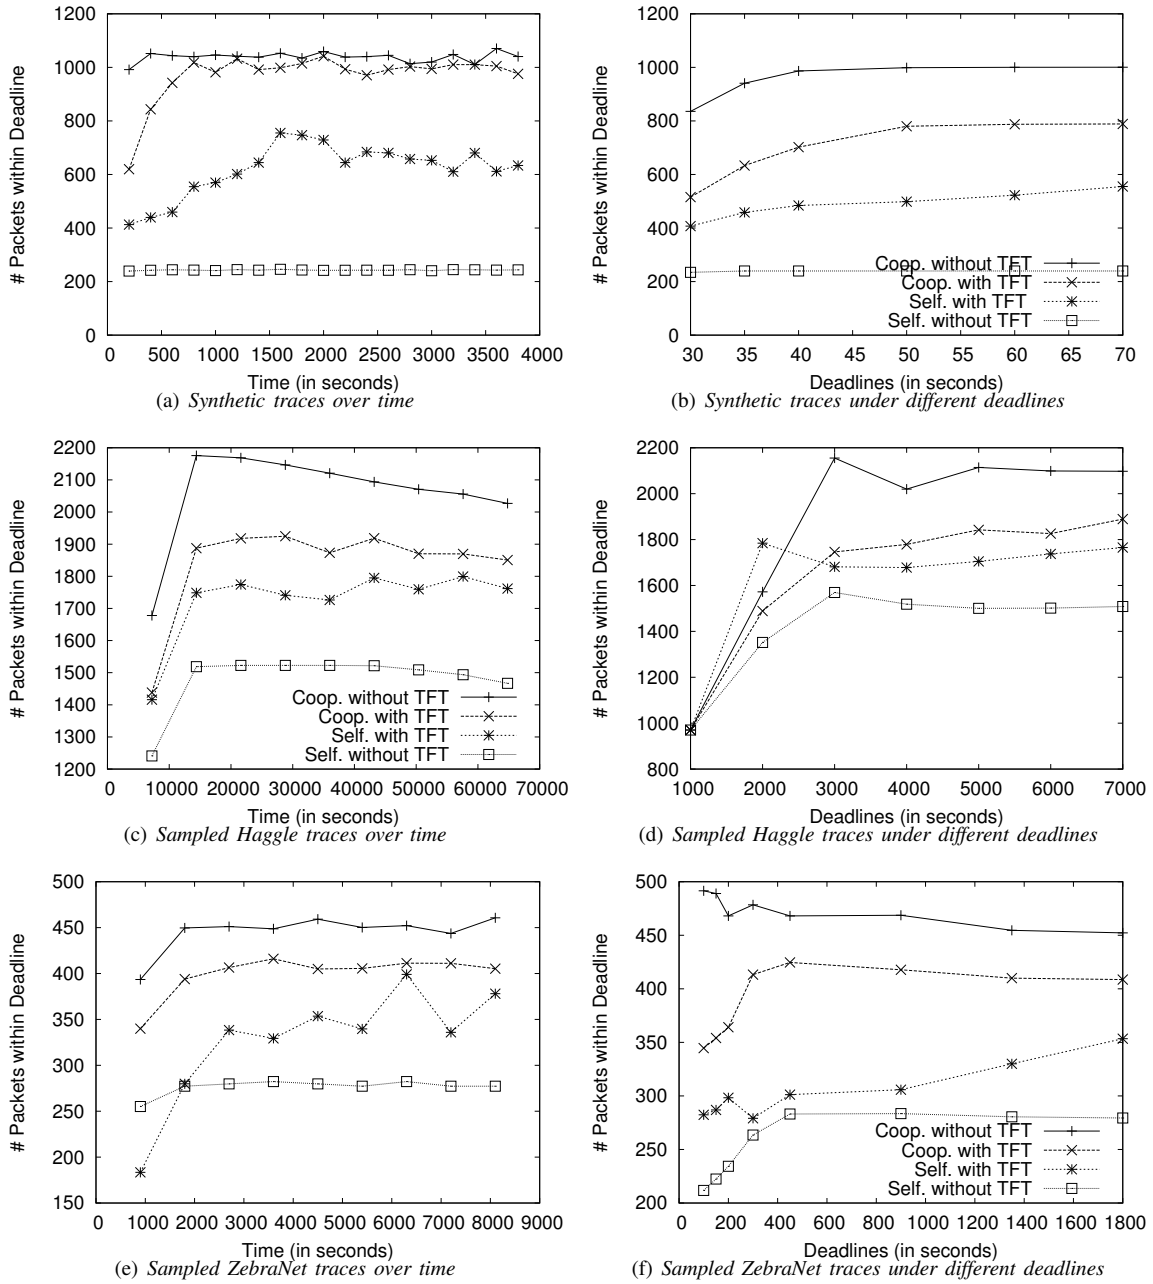 1200
1000
800
600
400
200
0
# Packets within Deadline
0 500 1000 1500 2000 2500 3000 3500 4000
Time (in seconds)
(a) Synthetic traces over time
1200
1000
800
600
400
200
0
# Packets within Deadline
Coop. without TFT
Coop. with TFT
Self. with TFT
Self. without TFT
30 35 40 45 50 55 60 65 70
Deadlines (in seconds)
(b) Synthetic traces under different deadlines
2200
2100
2000
1900
1800
1700
1600
1500
1400
1300
1200
# Packets within Deadline
Coop. without TFT
Coop. with TFT
Self. with TFT
Self. without TFT
0 10000 20000 30000 40000 50000 60000 70000
Time (in seconds)
(c) Sampled Haggle traces over time
2200
2000
1800
1600
1400
1200
1000
800
# Packets within Deadline
1000 2000 3000 4000 5000 6000 7000
Deadlines (in seconds)
(d) Sampled Haggle traces under different deadlines
500
450
400
350
300
250
200
150
# Packets within Deadline
0 1000 2000 3000 4000 5000 6000 7000 8000 9000
Time (in seconds)
(e) Sampled ZebraNet traces over time
500
450
400
350
300
250
200
# Packets within Deadline
Coop. without TFT
Coop. with TFT
Self. with TFT
Self. without TFT
0 200 400 600 800 1000 1200 1400 1600 1800
Deadlines (in seconds)
(f) Sampled ZebraNet traces under different deadlines